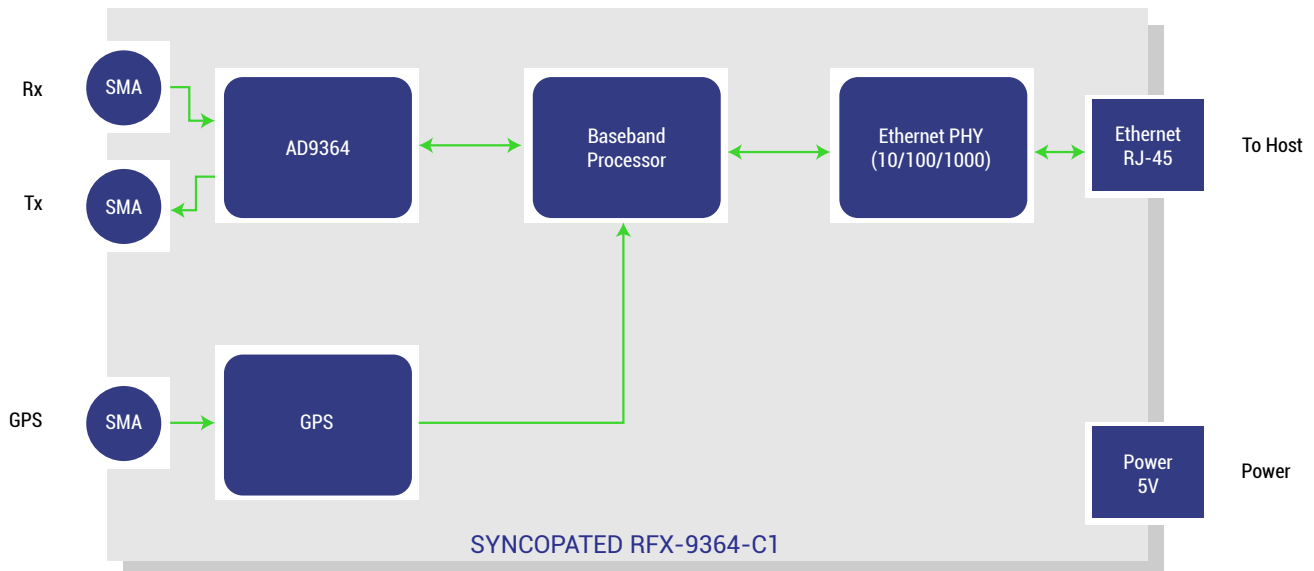 Rx
SMA
AD9364
Baseband
Processor
Ethernet PHY
(10/100/1000)
Ethernet
RJ-45
To Host
Tx
SMA
GPS
SMA
GPS
Power
5V
Power
SYNCOPATED RFX-9364-C1